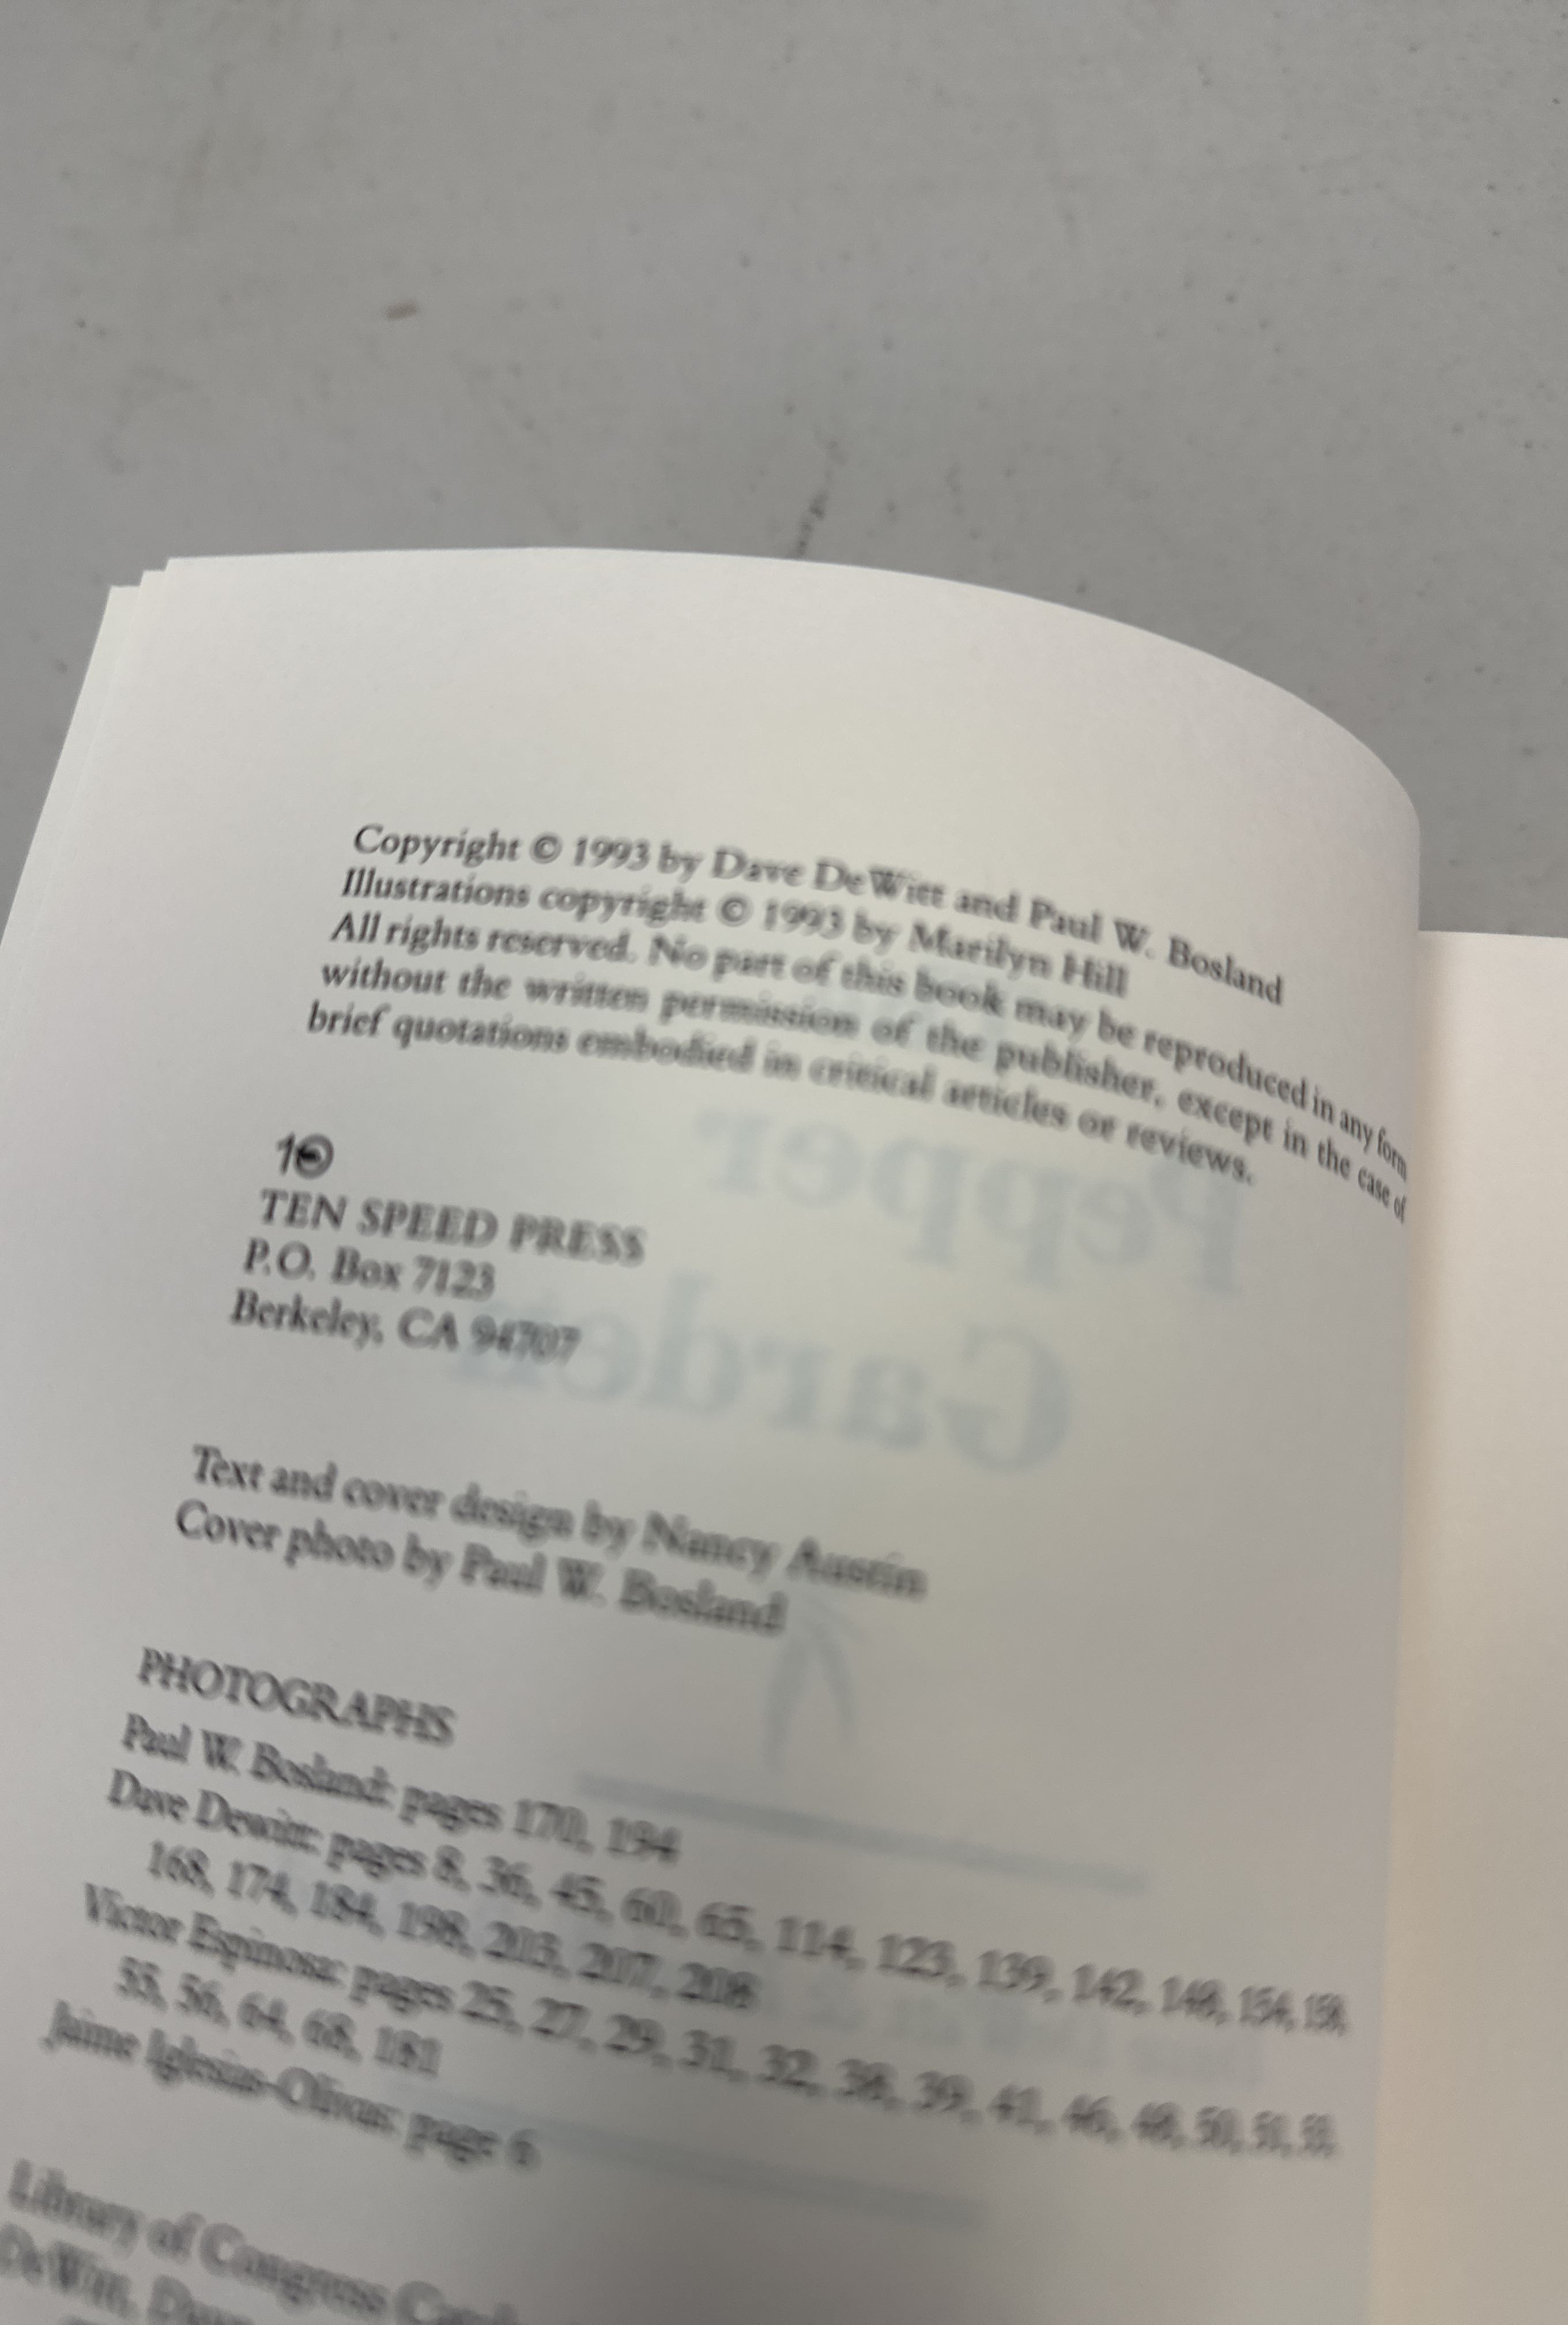 Copyright © 1993 by Dave DeWitt and Paul W. Bosland
Illustrations copyright © 1993 by Marilyn Hill
All rights reserved. No part of this book may be reproduced in any form
without the written permission of the publisher, except in the case of
brief quotations embodied in critical articles or reviews.
TEN SPEED PRESS
P.O. Box 7123
Berkeley, CA 94707
Text and cover design by Nancy Austin
Cover photo by Paul W. Bosland
PHOTOGRAPHS
Paul W. Bosland: pages 170, 194
Dave Dewitt: pages 8, 36, 45, 60, 65, 114, 123, 139, 142, 148, 154, 158,
168, 174, 184, 198, 203, 207, 208
Victor Espinosa: pages 25, 27, 29, 31, 32, 38, 39, 41, 46, 48, 50, 51,
55, 56, 64, 68, 181
Jaime Iglesias-Olivas: page 6
Library of Congress
DeWitt, Dave